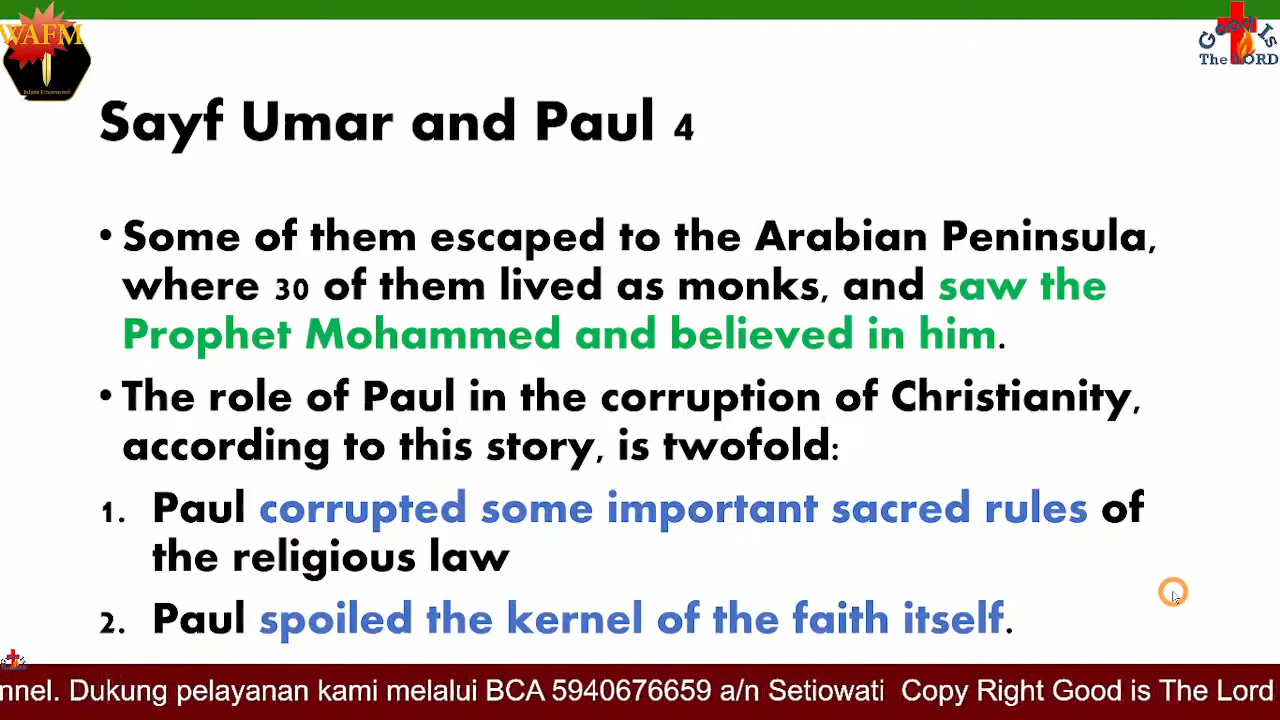 WAFM
Islam Uncovered.
Good Is
The LORD
Sayf Umar and Paul 4
• Some of them escaped to the Arabian Peninsula,
where 30 of them lived as monks, and saw the
Prophet Mohammed and believed in him.
• The role of Paul in the corruption of Christianity,
according to this story, is twofold:
1. Paul corrupted some important sacred rules of
the religious law
2. Paul spoiled the kernel of the faith itself.
nnel. Dukung pelayanan kami melalui BCA 5940676659 a/n Setiowati Copy Right Good is The Lord